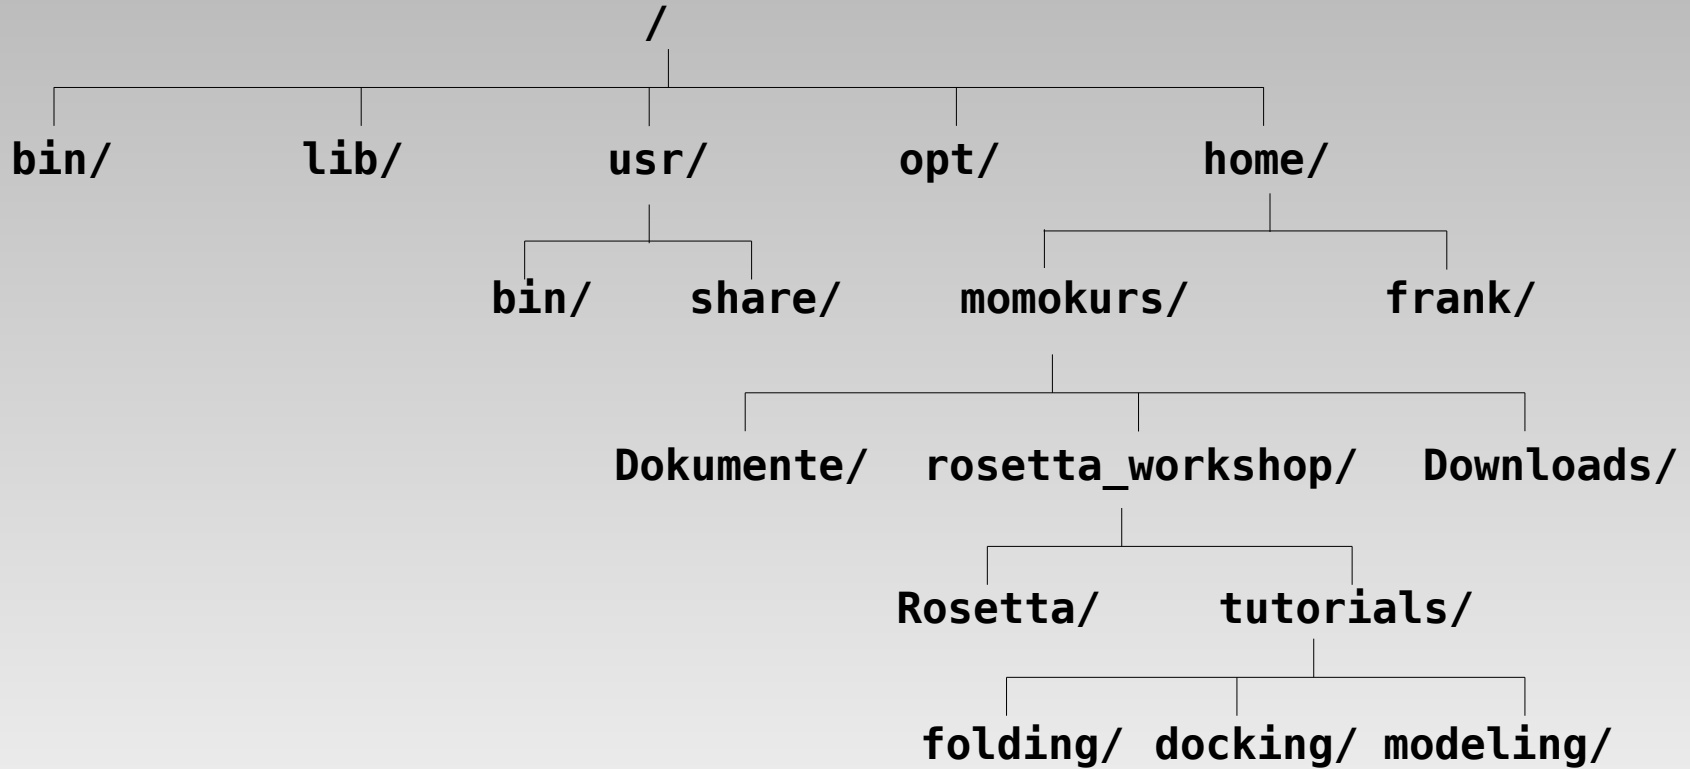 /
bin/ lib/ usr/ opt/ home/
bin/ share/ momokurs/ frank/
Dokumente/ rosetta_workshop/ Downloads/
Rosetta/ tutorials/
folding/ docking/ modeling/